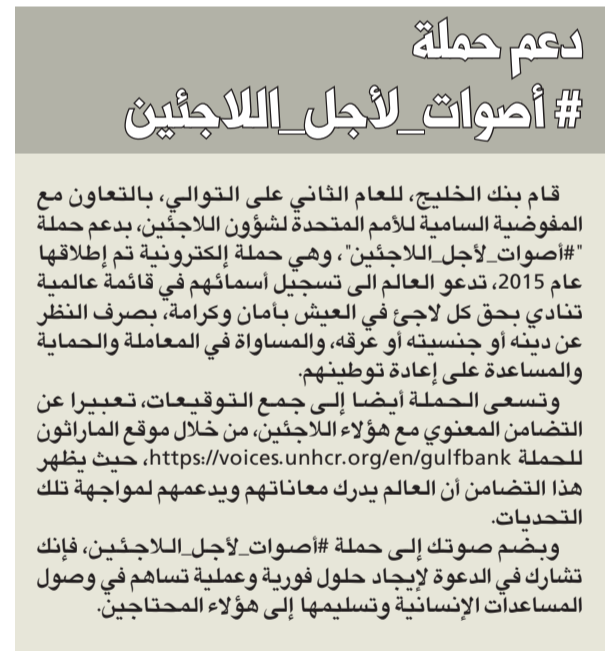 دعم حملة
# أصوات_لأجل_اللاجئين
قام بنك الخليج، للعام الثاني على التوالي، بالتعاون مع
المفوضية السامية للأمم المتحدة لشؤون اللاجئين، بدعم حملة
"#أصوات_لأجل_اللاجئين"، وهي حملة إلكترونية تم إطلاقها
عام 2015، تدعو العالم الى تسجيل أسمائهم في قائمة عالمية
تنادي بحق كل لاجئ في العيش بأمان وكرامة، بصرف النظر
عن دينه أو جنسيته أو عرقه، والمساواة في المعاملة والحماية
والمساعدة على إعادة توطينهم.
وتسعى الحملة أيضا إلى جمع التوقيعات، تعبيرا عن
التضامن المعنوي مع هؤلاء اللاجئين، من خلال موقع الماراثون
للحملة https://voices.unhcr.org/en/gulfbank، حيث يظهر
هذا التضامن أن العالم يدرك معاناتهم ويدعمهم لمواجهة تلك
التحديات.
وبضم صوتك إلى حملة #أصوات_لأجل_اللاجئين، فإنك
تشارك في الدعوة لإيجاد حلول فورية وعملية تساهم في وصول
المساعدات الإنسانية وتسليمها إلى هؤلاء المحتاجين.